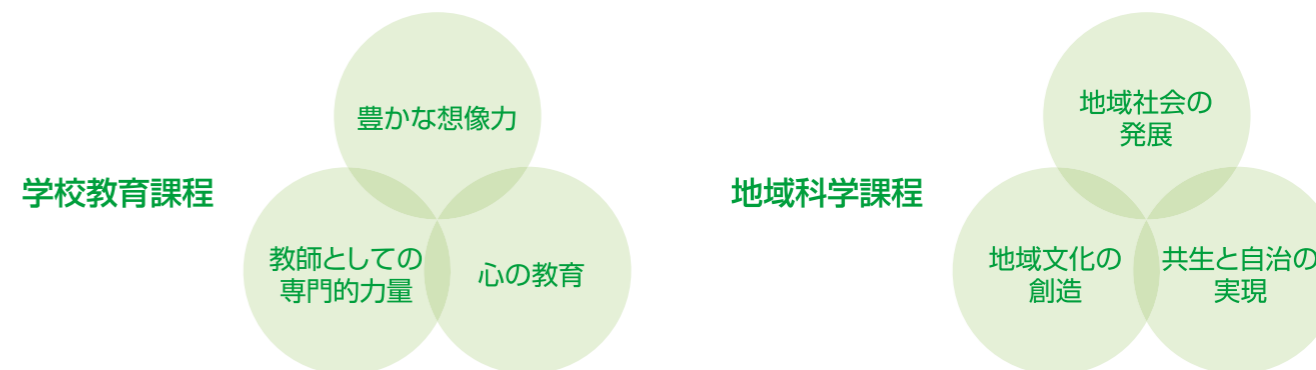 学校教育課程
豊かな想像力
教師としての
専門的力量
心の教育
地域科学課程
地域社会の
発展
地域文化の
創造
共生と自治の
実現